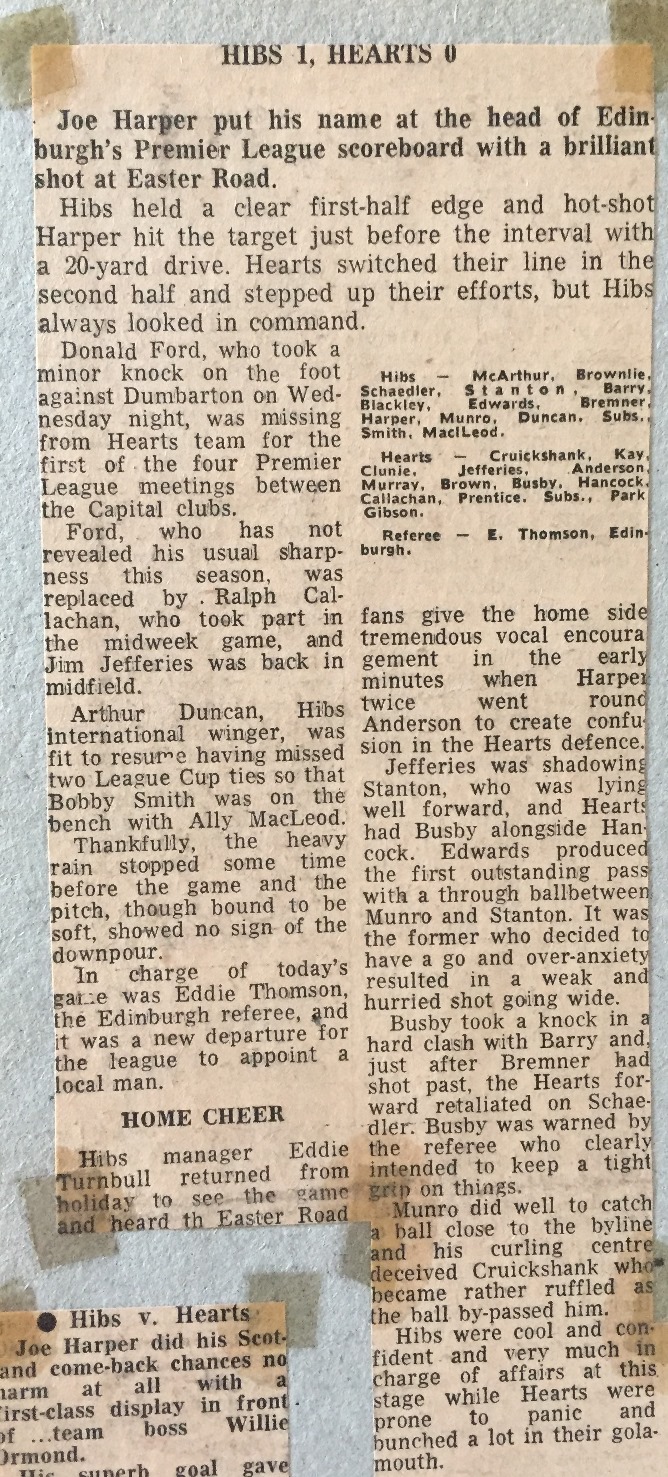 HIBS 1, HEARTS 0
Joe Harper put his name at the head of Edin-
burgh's Premier League scoreboard with a brilliant
shot at Easter Road.
Hibs held a clear first-half edge and hot-shot
Harper hit the target just before the interval with
a 20-yard drive. Hearts switched their line in the
second half and stepped up their efforts, but Hibs
always looked in command.
Donald Ford, who took a
minor knock on the foot
against Dumbarton on Wed-
nesday night, was missing
from Hearts team for the
first of the four Premier
League meetings between
the Capital clubs.
Ford, who has not
revealed his usual sharp-
ness this season, was
replaced by . Ralph Cal-
lachan, who took part in
the midweek game, and
Jim Jefferies was back in
midfield.
Arthur Duncan, Hibs
international winger, was
fit to resume having missed
two League Cup ties so that
Bobby Smith was on the
bench with Ally MacLeod.
Thankfully, the heavy
rain stopped some time
before the game and the
pitch, though bound to be
soft, showed no sign of the
downpour.
In charge of today's
game was Eddie Thomson,
the Edinburgh referee, and
it was a new departure for
the league to appoint a
local man.
HOME CHEER
Hibs manager Eddie
Turnbull returned from
holiday to see the game
and heard th Easter Road
Hibs — McArthur, Brownlie,
Schaedler, Stanton, Barry,
Blackley, Edwards, Bremner,
Harper, Munro, Duncan. Subs.,
Smith, MacLeod.
Hearts — Cruickshank, Kay,
Clunie, Jefferies, Anderson,
Murray, Brown, Busby, Hancock,
Callachan, Prentice. Subs., Park
Gibson.
Referee — E. Thomson, Edin-
burgh.
fans give the home side
tremendous vocal encoura
gement in the early
minutes when Harper
twice went round
Anderson to create confu-
sion in the Hearts defence.
Jefferies was shadowing
Stanton, who was lying
well forward, and Hearts
had Busby alongside Han-
cock. Edwards produced
the first outstanding pass
with a through ballbetween
Munro and Stanton. It was
the former who decided to
have a go and over-anxiety
resulted in a weak and
hurried shot going wide.
Busby took a knock in a
hard clash with Barry and,
just after Bremner had
shot past, the Hearts for-
ward retaliated on Schae-
dler. Busby was warned by
the referee who clearly
intended to keep a tight
grip on things.
Munro did well to catch
a ball close to the byline
and his curling centre
deceived Cruickshank who
became rather ruffled as
the ball by-passed him.
Hibs were cool and con-
fident and very much in
charge of affairs at this
stage while Hearts were
prone to panic and
bunched a lot in their gola-
mouth.
● Hibs v. Hearts
Joe Harper did his Scot-
land come-back chances no
harm at all with a
first-class display in front
of ...team boss Willie
Ormond.
His superb goal gave